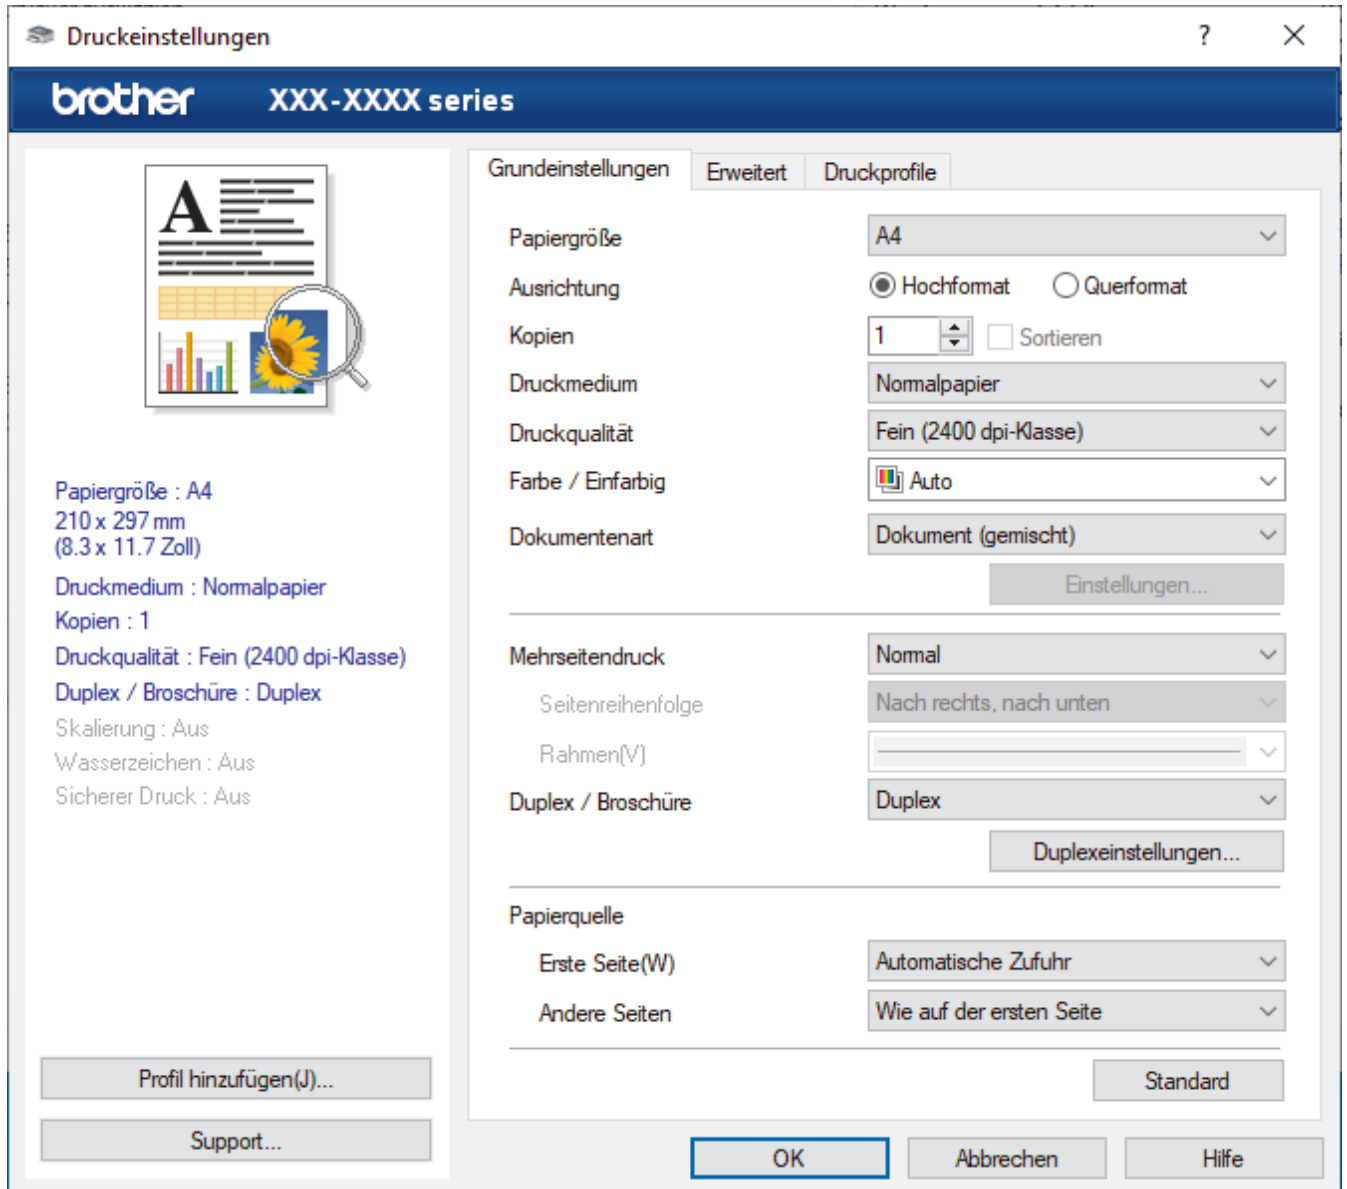 Druckeinstellungen
?
brother XXX-XXXX series
A
Papiergröße : A4
210 x 297 mm
(8.3 x 11.7 Zoll)
Druckmedium : Normalpapier
Kopien : 1
Druckqualität : Fein (2400 dpi-Klasse)
Duplex / Broschüre : Duplex
Skalierung : Aus
Wasserzeichen : Aus
Sicherer Druck : Aus
Profil hinzufügen(J)...
Support...
Grundeinstellungen Erweitert Druckprofile
Papiergröße A4
Ausrichtung Hochformat Querformat
Kopien 1 Sortieren
Druckmedium Normalpapier
Druckqualität Fein (2400 dpi-Klasse)
Farbe / Einfarbig Auto
Dokumentenart Dokument (gemischt)
Einstellungen...
Mehrseitendruck Normal
Seitenreihenfolge Nach rechts, nach unten
Rahmen(V)
Duplex / Broschüre Duplex
Duplexeinstellungen...
Papierquelle
Erste Seite(W) Automatische Zufuhr
Andere Seiten Wie auf der ersten Seite
Standard
OK Abbrechen Hilfe